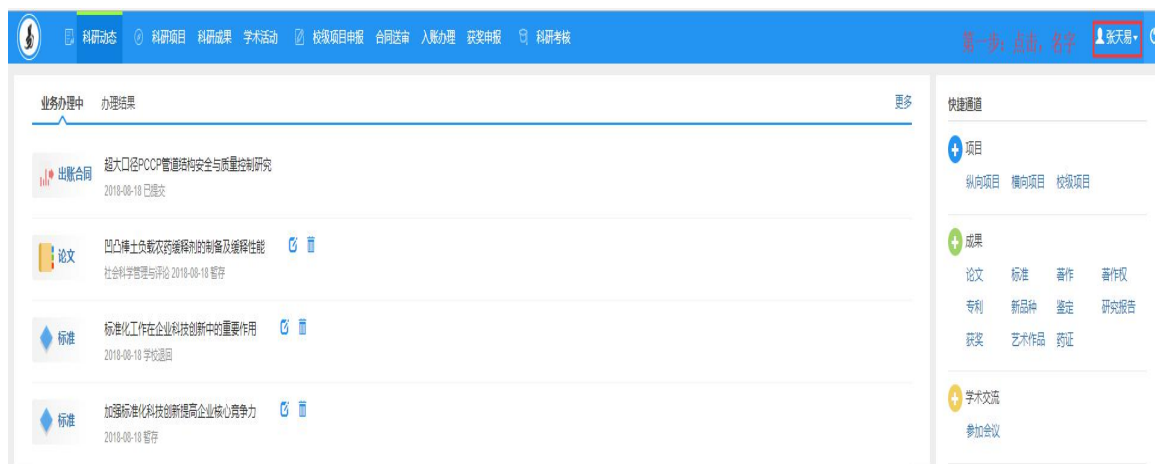 科研动态 科研项目 科研成果 学术活动 校级项目申报 合同送审 入账办理 获奖申报 科研考核 第一步：点击，名字 张天易
业务办理中 办理结果 更多
出账合同 超大口径PCCP管道结构安全与质量控制研究
2018-08-18 已提交
论文 凹凸棒土负载农药缓释剂的制备及缓释性能
社会科学管理与评论 2018-08-18 暂存
标准 标准化工作在企业科技创新中的重要作用
2018-08-18 学校退回
标准 加强标准化科技创新提高企业核心竞争力
2018-08-18 暂存
快捷通道
项目
纵向项目 横向项目 校级项目
成果
论文 标准 著作 著作权
专利 新品种 鉴定 研究报告
获奖 艺术作品 药证
学术交流
参加会议